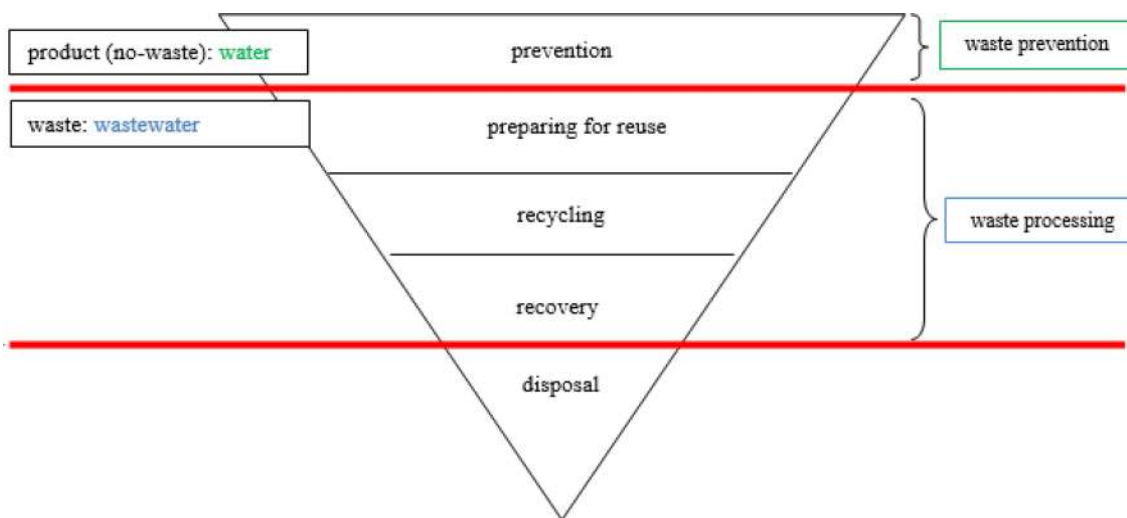 product (no-waste): water
prevention
waste prevention
waste: wastewater
preparing for reuse
recycling
waste processing
recovery
disposal